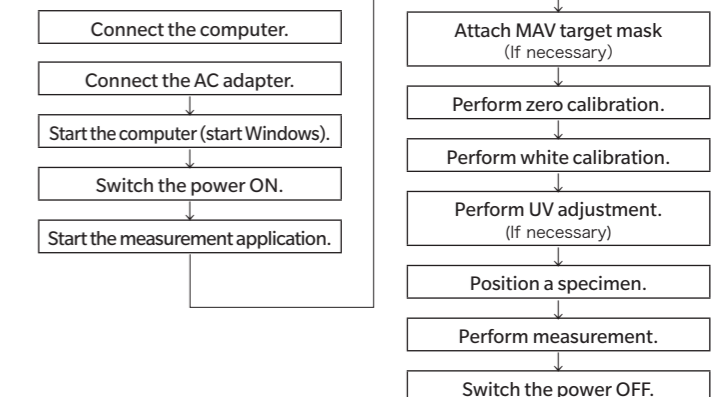 Connect the computer.
Connect the AC adapter.
Start the computer (start Windows).
Switch the power ON.
Start the measurement application.
Attach MAV target mask
(If necessary)
Perform zero calibration.
Perform white calibration.
Perform UV adjustment.
(If necessary)
Position a specimen.
Perform measurement.
Switch the power OFF.